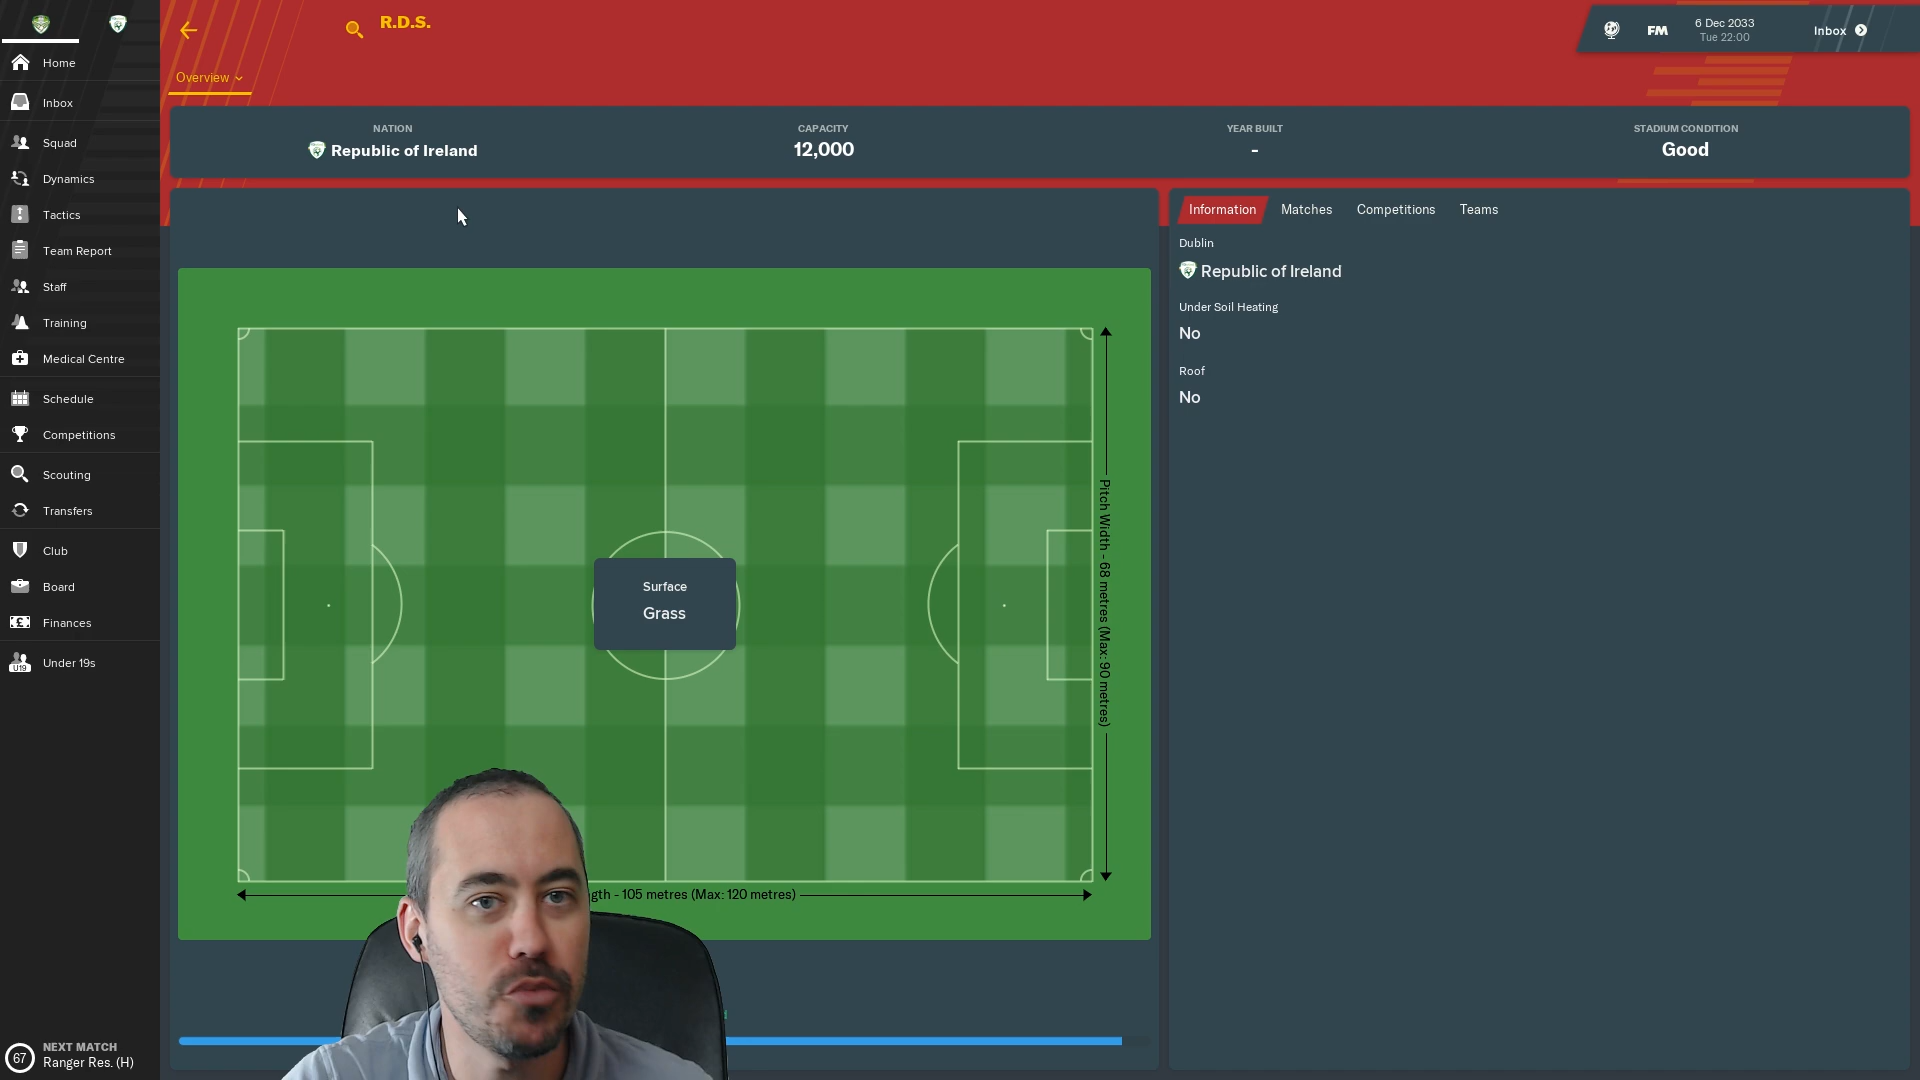 R.D.S.
FM
6 Dec 2033
Tue 22:00
Inbox
Overview
Home
Inbox
Squad
Dynamics
Tactics
Team Report
Staff
Training
Medical Centre
Schedule
Competitions
Scouting
Transfers
Club
Board
Finances
U19
Under 19s
NEXT MATCH
67
Ranger Res. (H)
NATION
Republic of Ireland
CAPACITY
12,000
YEAR BUILT
-
STADIUM CONDITION
Good
Surface
Grass
Pitch Width - 68 metres (Max: 90 metres)
gth - 105 metres (Max: 120 metres)
Information
Matches
Competitions
Teams
Dublin
Republic of Ireland
Under Soil Heating
No
Roof
No